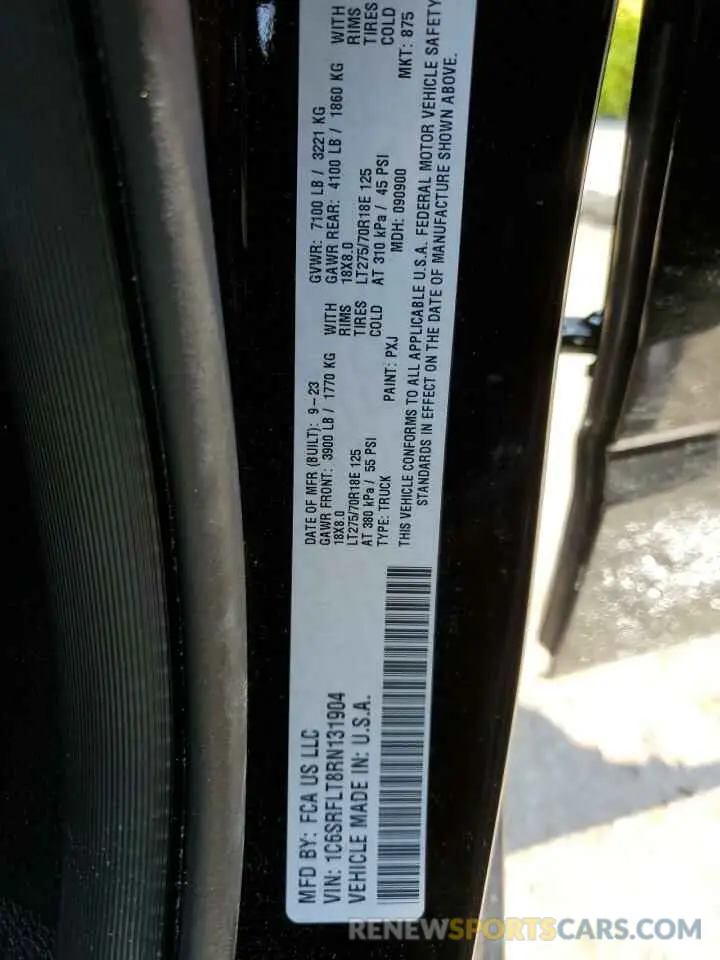 MFD BY: FCA US LLC
VIN: 1C6SRFLT8RN131904
VEHICLE MADE IN: U.S.A.
DATE OF MFR (BUILT): 9-23
GAWR FRONT: 3900 LB / 1770 KG WITH
18X8.0 RIMS
LT275/70R18E 125 TIRES
AT 380 kPa / 55 PSI COLD
TYPE: TRUCK PAINT: PXJ
GVWR: 7100 LB / 3221 KG
GAWR REAR: 4100 LB / 1860 KG WITH
18X8.0 RIMS
LT275/70R18E 125 TIRES
AT 310 kPa / 45 PSI COLD
MDH: 090900 MKT: 875
THIS VEHICLE CONFORMS TO ALL APPLICABLE U.S.A. FEDERAL MOTOR VEHICLE SAFETY
STANDARDS IN EFFECT ON THE DATE OF MANUFACTURE SHOWN ABOVE.
RENEWSPORTSCARS.COM